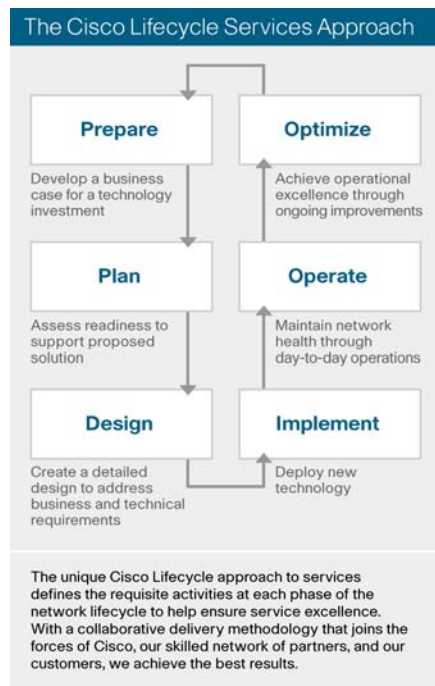 The Cisco Lifecycle Services Approach
Prepare
Develop a business
case for a technology
investment
Plan
Assess readiness to
support proposed
solution
Design
Create a detailed
design to address
business and technical
requirements
Implement
Deploy new
technology
Operate
Maintain network
health through
day-to-day operations
Optimize
Achieve operational
excellence through
ongoing improvements
The unique Cisco Lifecycle approach to services
defines the requisite activities at each phase of the
network lifecycle to help ensure service excellence.
With a collaborative delivery methodology that joins the
forces of Cisco, our skilled network of partners, and our
customers, we achieve the best results.